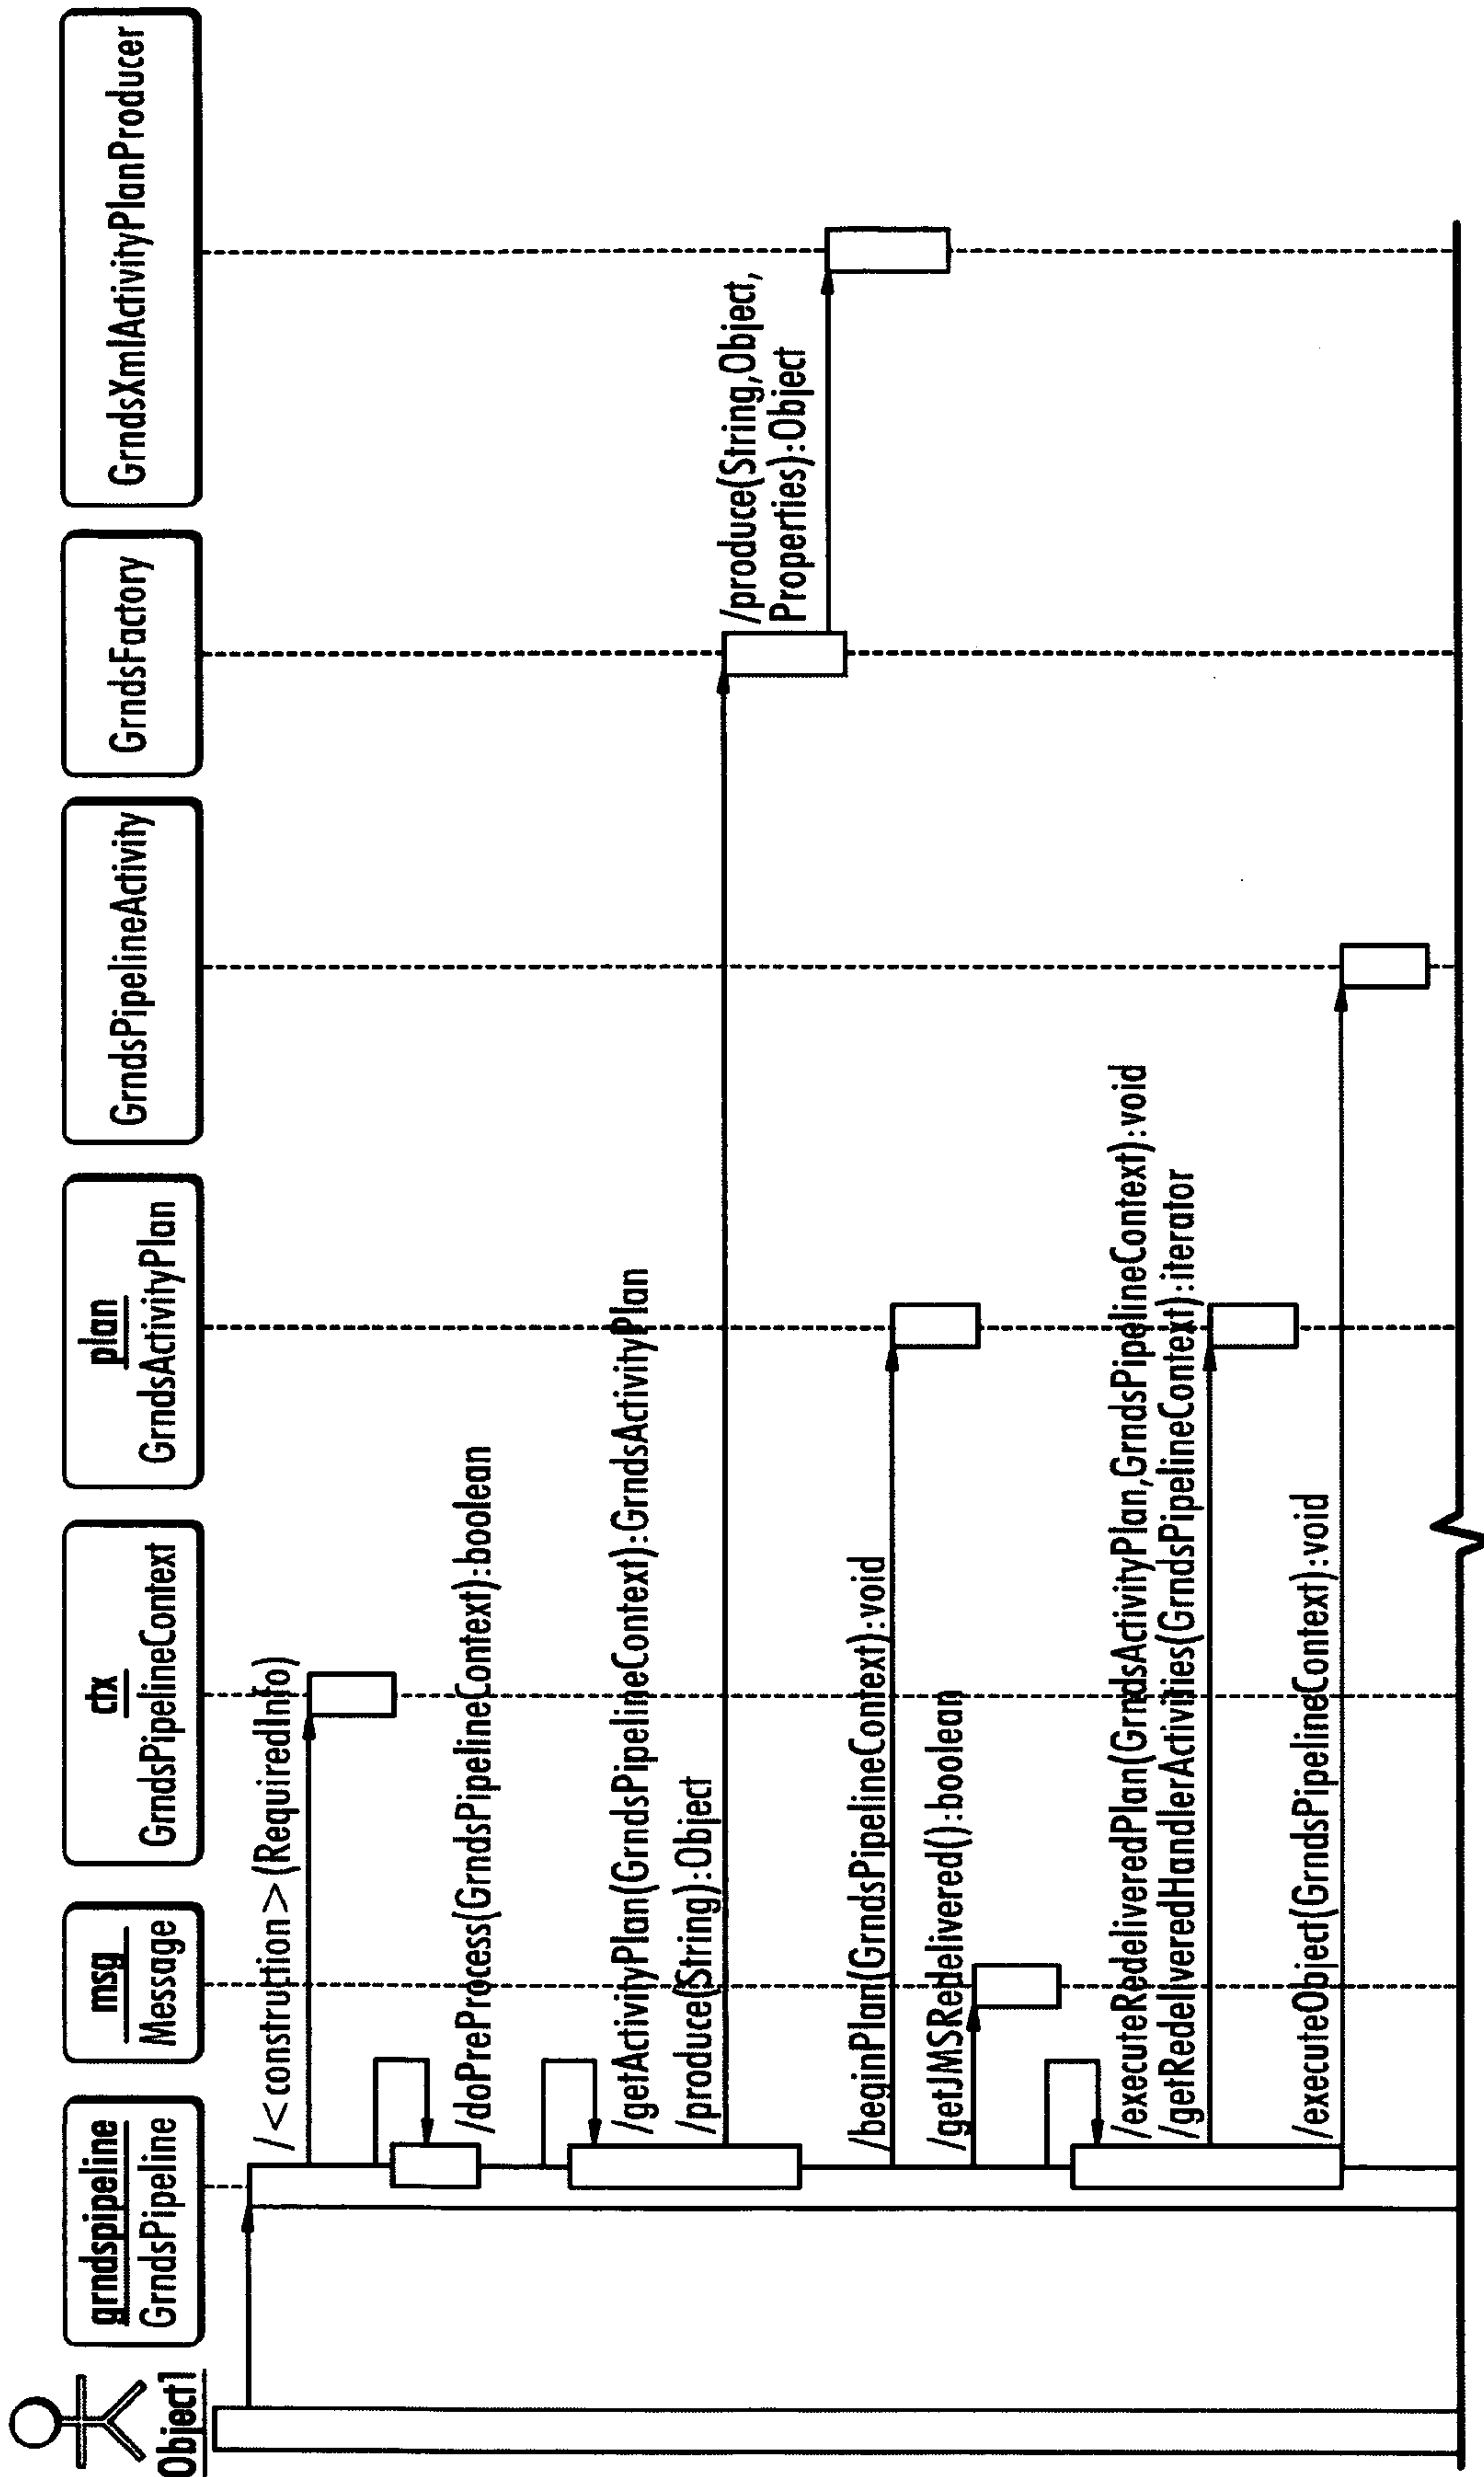 Object1
grndspipeline
GrndsPipeline
msg
Message
ctx
GrndsPipelineContext
plan
GrndsActivityPlan
GrndsPipelineActivity
GrndsFactory
GrndsXmlActivityPlanProducer
/<construction>(RequiredInfo)
/doPreProcess(GrndsPipelineContext):boolean
/getActivityPlan(GrndsPipelineContext):GrndsActivityPlan
/produce(String):Object
/produce(String,Object,
Properties):Object
/beginPlan(GrndsPipelineContext):void
/getJMSRedelivered():boolean
/executeRedeliveredPlan(GrndsActivityPlan,GrndsPipelineContext):void
/getRedeliveredHandlerActivities(GrndsPipelineContext):iterator
/executeObject(GrndsPipelineContext):void